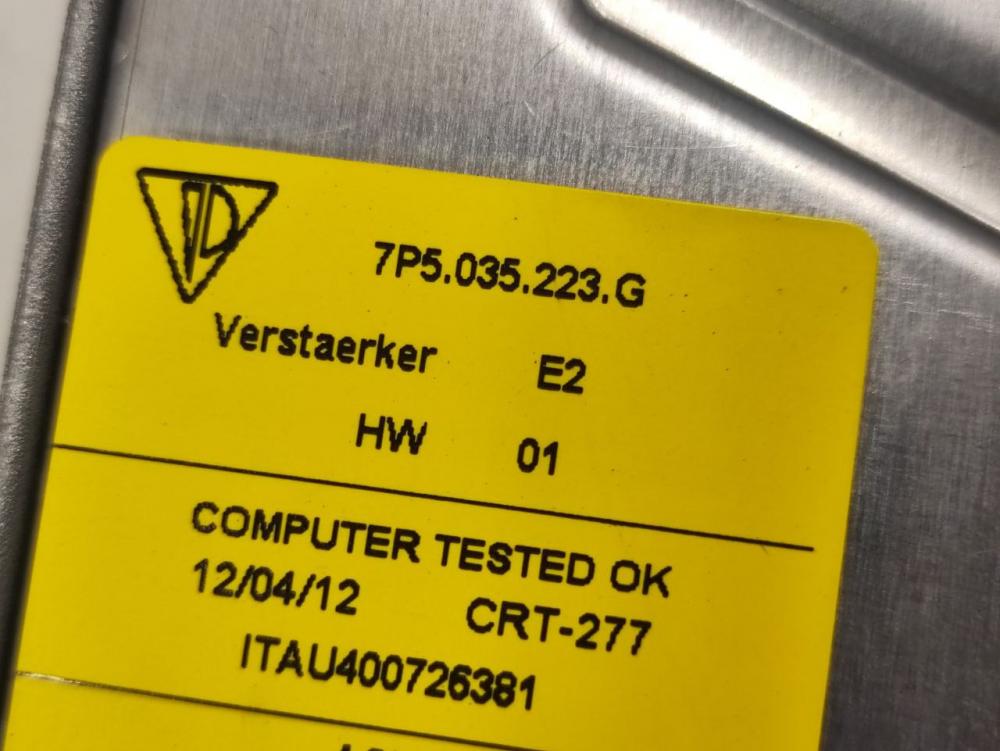 7P5.035.223.G
Verstaerker E2
HW 01
COMPUTER TESTED OK
12/04/12 CRT-277
ITAU400726381